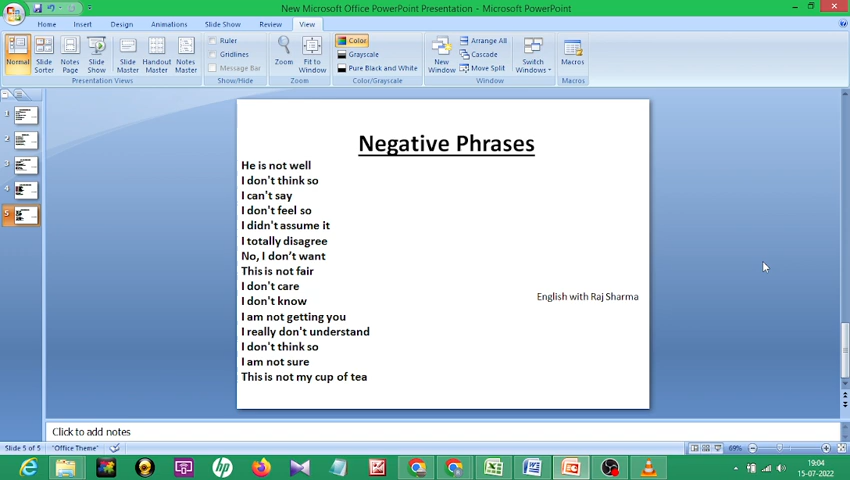 New Microsoft Office PowerPoint Presentation - Microsoft PowerPoint
Home Insert Design Animations Slide Show Review View
Normal Slide Sorter Notes Page Slide Show Slide Master Handout Master Notes Master
Presentation Views
Ruler
Gridlines
Message Bar
Show/Hide
Zoom Fit to Window
Zoom
Color
Grayscale
Pure Black and White
Color/Grayscale
New Window
Arrange All
Cascade
Move Split
Switch Windows
Window
Macros
Macros
1
2
3
4
5
Negative Phrases
He is not well
I don't think so
I can't say
I don't feel so
I didn't assume it
I totally disagree
No, I don’t want
This is not fair
I don't care
I don't know
I am not getting you
I really don't understand
I don't think so
I am not sure
This is not my cup of tea
English with Raj Sharma
Click to add notes
Slide 5 of 5 "Office Theme" 69%
19:04
15-07-2022